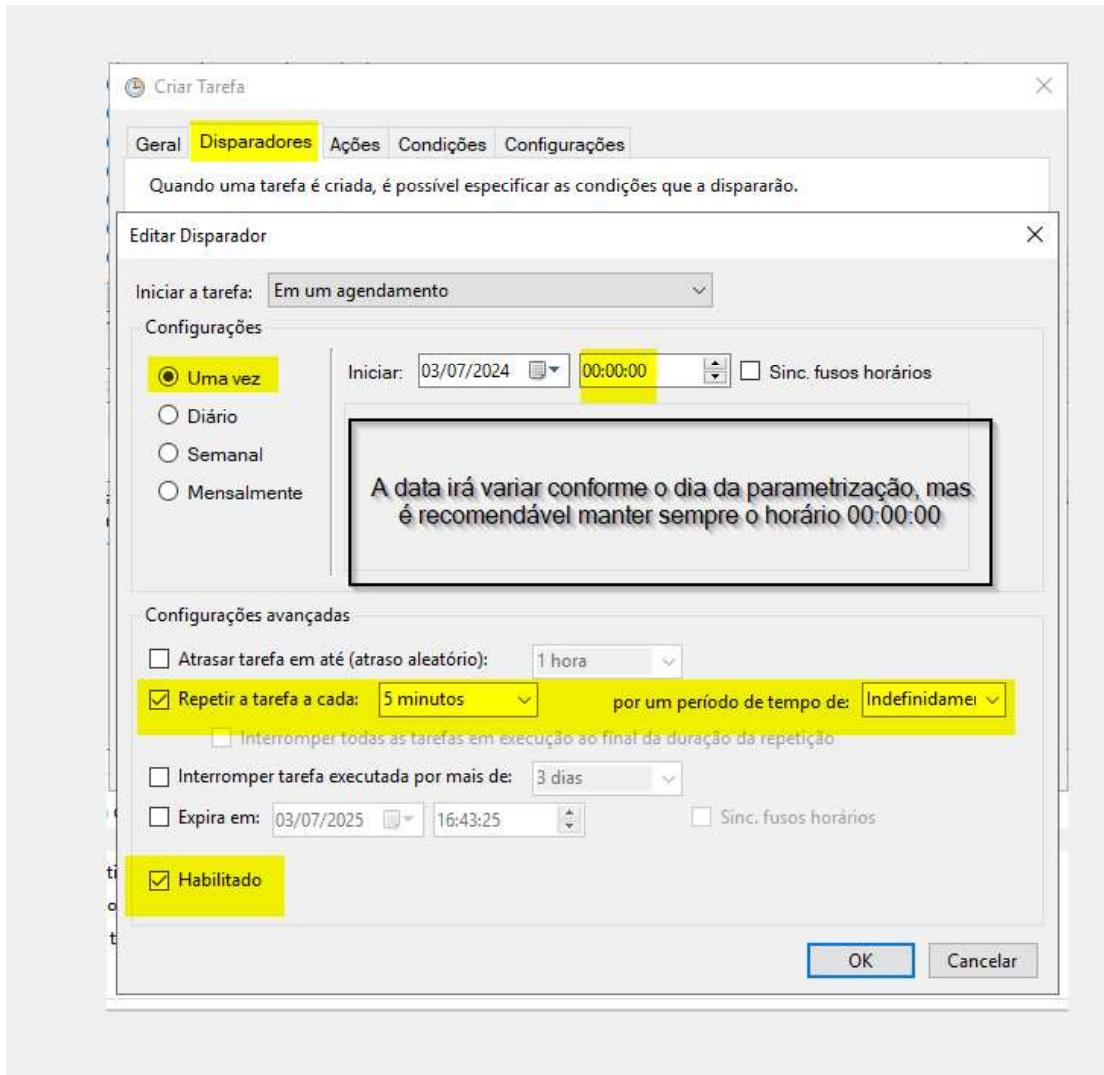 Criar Tarefa
Geral Disparadores Ações Condições Configurações
Quando uma tarefa é criada, é possível especificar as condições que a dispararão.
Editar Disparador
Iniciar a tarefa: Em um agendamento
Configurações
Uma vez
Iniciar: 03/07/2024 00:00:00 Sinc. fusos horários
Diário
Semanal
Mensalmente
A data irá variar conforme o dia da parametrização, mas
é recomendável manter sempre o horário 00:00:00
Configurações avançadas
Atrasar tarefa em até (atraso aleatório): 1 hora
Repetir a tarefa a cada: 5 minutos por um período de tempo de: Indefinidamei
Interromper todas as tarefas em execução ao final da duração da repetição
Interromper tarefa executada por mais de: 3 dias
Expira em: 03/07/2025 16:43:25 Sinc. fusos horários
Habilitado
OK Cancelar